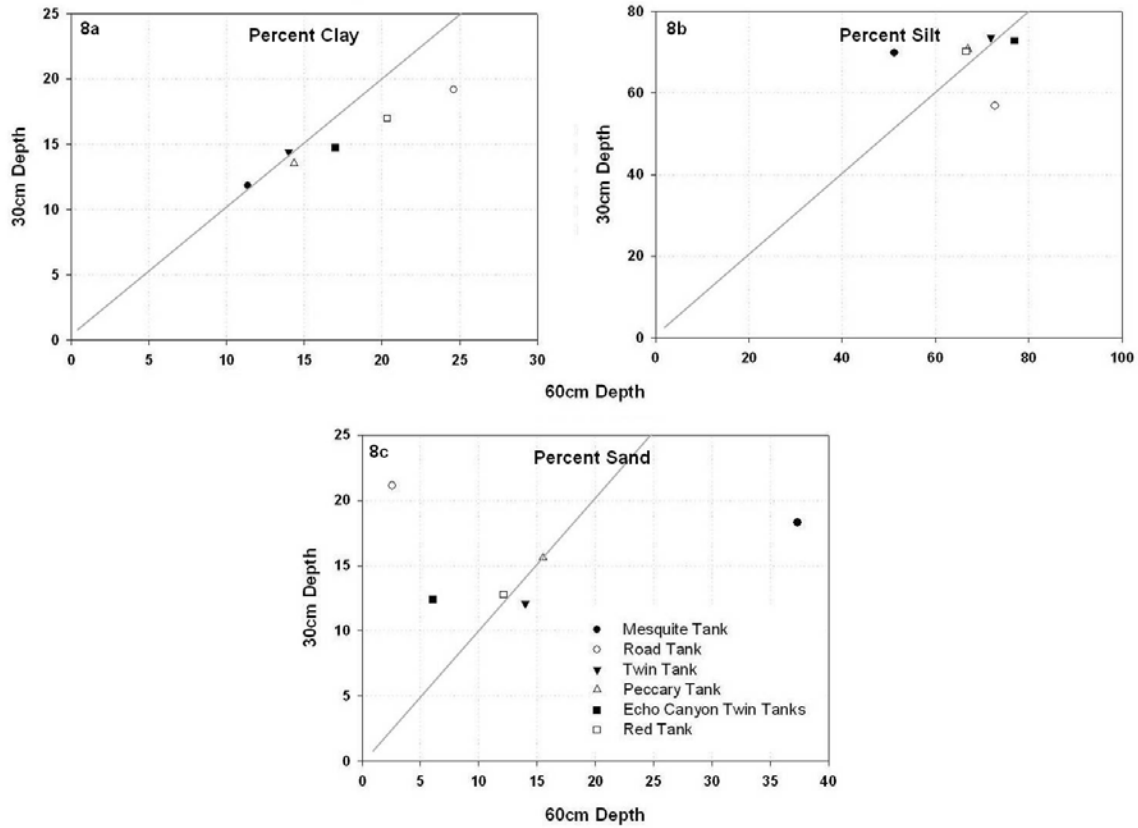 8a
Percent Clay
25
20
15
10
5
0
30cm Depth
0 5 10 15 20 25 30
8b
Percent Silt
80
60
40
20
0
30cm Depth
0 20 40 60 80 100
60cm Depth
8c
Percent Sand
25
20
15
10
5
0
30cm Depth
Mesquite Tank
Road Tank
Twin Tank
Peccary Tank
Echo Canyon Twin Tanks
Red Tank
0 5 10 15 20 25 30 35 40
60cm Depth